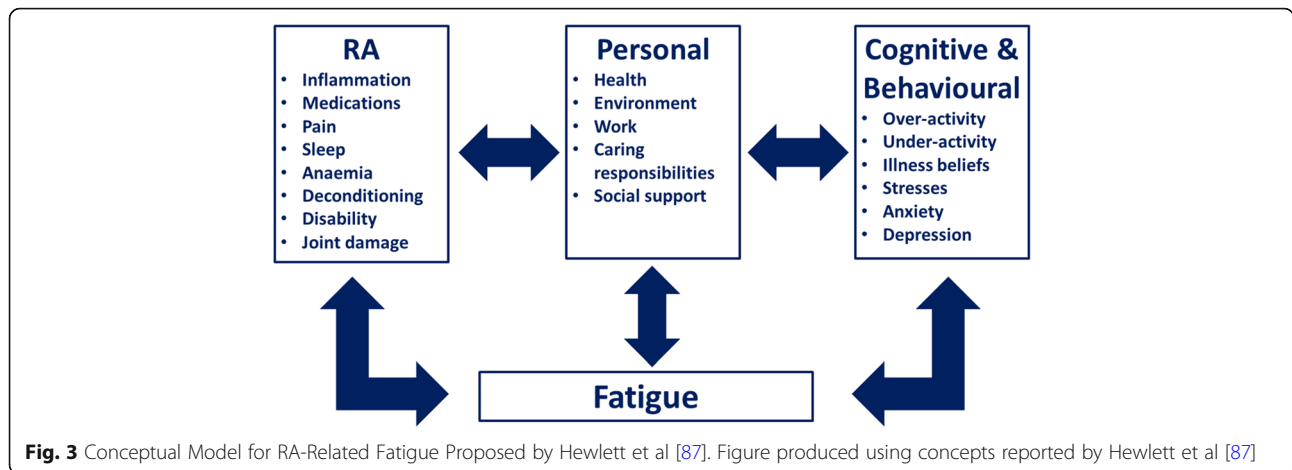 RA
• Inflammation
• Medications
• Pain
• Sleep
• Anaemia
• Deconditioning
• Disability
• Joint damage
Personal
• Health
• Environment
• Work
• Caring
responsibilities
• Social support
Cognitive &
Behavioural
• Over-activity
• Under-activity
• Illness beliefs
• Stresses
• Anxiety
• Depression
Fatigue
Fig. 3 Conceptual Model for RA-Related Fatigue Proposed by Hewlett et al [87]. Figure produced using concepts reported by Hewlett et al [87]